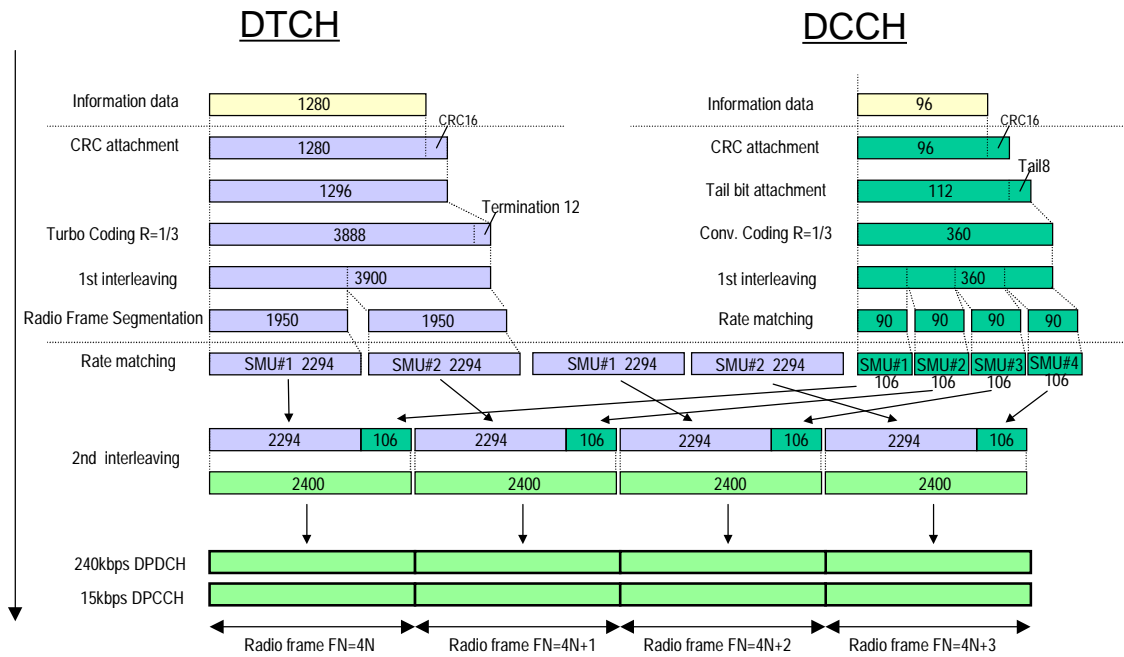 DTCH
DCCH
Information data
1280
Information data
96
CRC16
CRC16
CRC attachment
1280
CRC attachment
96
Tail8
1296
Tail bit attachment
112
Termination 12
Turbo Coding R=1/3
3888
Conv. Coding R=1/3
360
1st interleaving
3900
1st interleaving
360
Radio Frame Segmentation
1950
1950
Rate matching
90
90
90
90
Rate matching
SMU#1 2294
SMU#2 2294
SMU#1 2294
SMU#2 2294
SMU#1
106
SMU#2
106
SMU#3
106
SMU#4
106
2nd interleaving
2294
106
2294
106
2294
106
2294
106
2400
2400
2400
2400
240kbps DPDCH
15kbps DPCCH
Radio frame FN=4N
Radio frame FN=4N+1
Radio frame FN=4N+2
Radio frame FN=4N+3